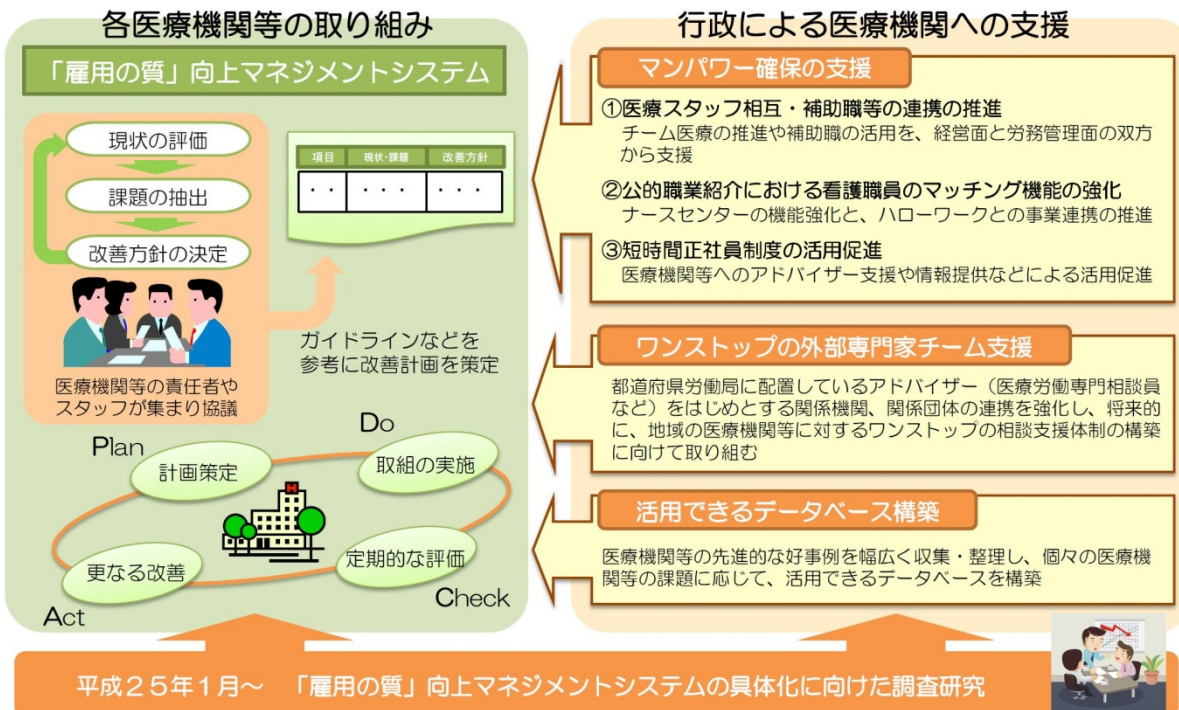 各医療機関等の取り組み
「雇用の質」向上マネジメントシステム
現状の評価
課題の抽出
改善方針の決定
医療機関等の責任者や
スタッフが集まり協議
項目 現状・課題 改善方針
・・ ・・・ ・・・
ガイドラインなどを
参考に改善計画を策定
Plan
計画策定
Do
取組の実施
定期的な評価
Check
更なる改善
Act
H
行政による医療機関への支援
マンパワー確保の支援
①医療スタッフ相互・補助職等の連携の推進
チーム医療の推進や補助職の活用を、経営面と労務管理面の双方
から支援
②公的職業紹介における看護職員のマッチング機能の強化
ナースセンターの機能強化と、ハローワークとの事業連携の推進
③短時間正社員制度の活用促進
医療機関等へのアドバイザー支援や情報提供などによる活用促進
ワンストップの外部専門家チーム支援
都道府県労働局に配置しているアドバイザー（医療労働専門相談員
など）をはじめとする関係機関、関係団体の連携を強化し、将来的
に、地域の医療機関等に対するワンストップの相談支援体制の構築
に向けて取り組む
活用できるデータベース構築
医療機関等の先進的な好事例を幅広く収集・整理し、個々の医療機
関等の課題に応じて、活用できるデータベースを構築
平成２５年１月～　「雇用の質」向上マネジメントシステムの具体化に向けた調査研究